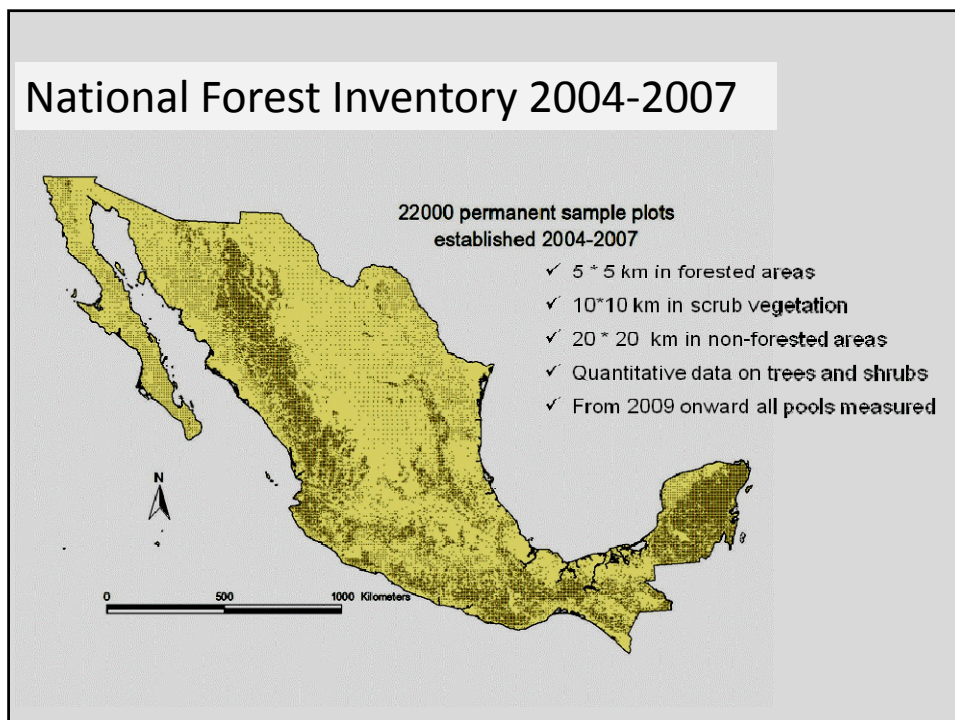 National Forest Inventory 2004-2007
22000 permanent sample plots
established 2004-2007
✓ 5 * 5 km in forested areas
✓ 10*10 km in scrub vegetation
✓ 20 * 20 km in non-forested areas
✓ Quantitative data on trees and shrubs
✓ From 2009 onward all pools measured
N
0 500 1000 Kilometers